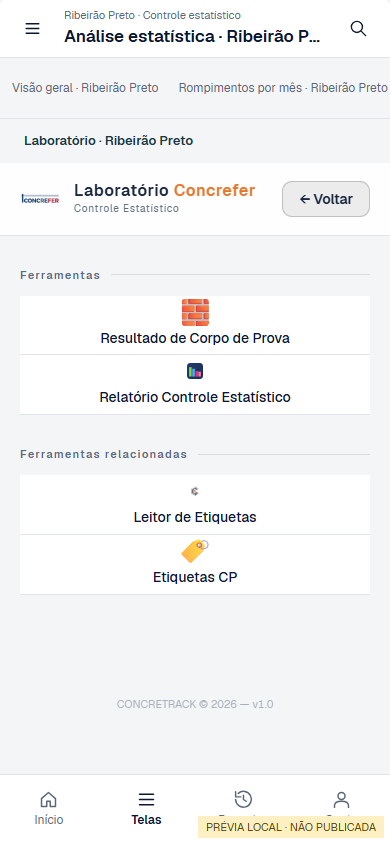 Ribeirão Preto · Controle estatístico
Análise estatística · Ribeirão P...
Visão geral · Ribeirão Preto
Rompimentos por mês · Ribeirão Preto
Laboratório · Ribeirão Preto
CONCREFER
Laboratório Concrefer
Controle Estatístico
← Voltar
Ferramentas
Resultado de Corpo de Prova
Relatório Controle Estatístico
Ferramentas relacionadas
Leitor de Etiquetas
Etiquetas CP
CONCRETRACK © 2026 — v1.0
Início
Telas
PRÉVIA LOCAL · NÃO PUBLICADA